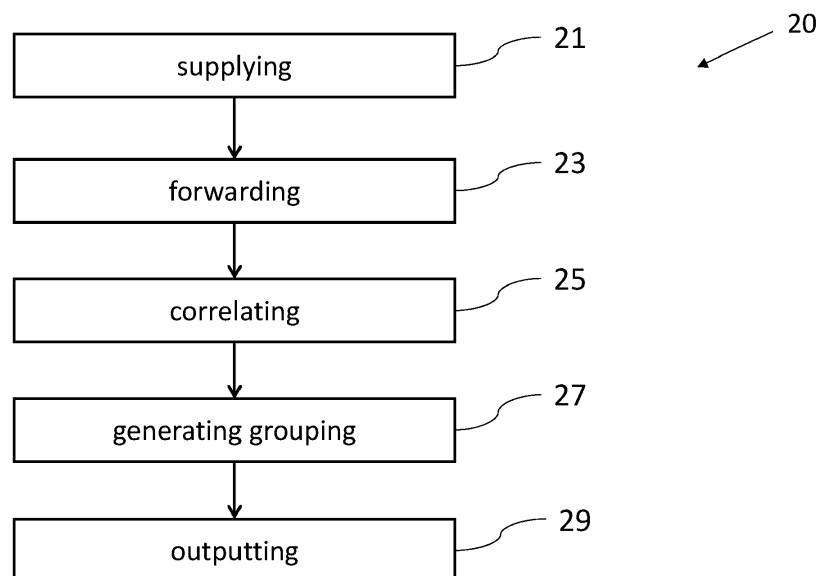 20
supplying 21
forwarding 23
correlating 25
generating grouping 27
outputting 29